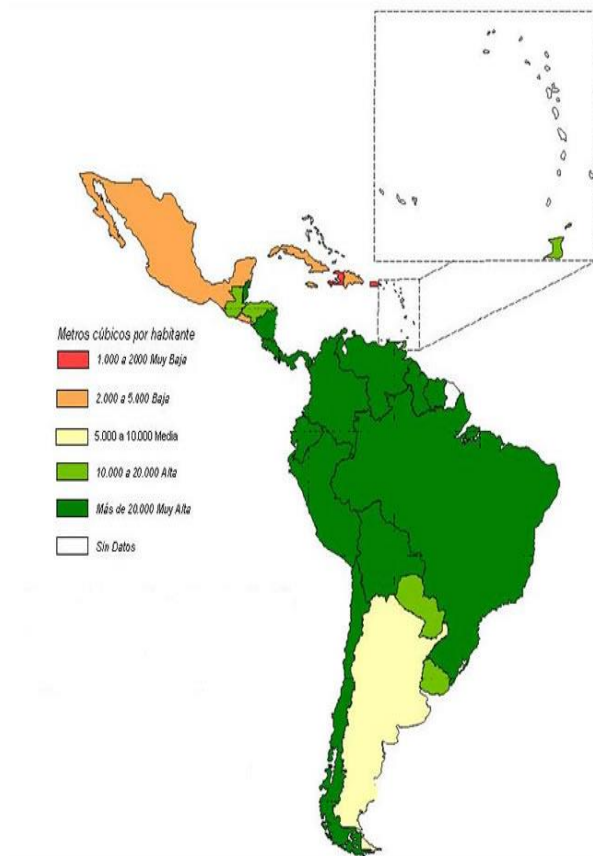 Metros cúbicos por habitante
1.000 a 2000 Muy Baja
2.000 a 5.000 Baja
5.000 a 10.000 Media
10.000 a 20.000 Alta
Más de 20.000 Muy Alta
Sin Datos